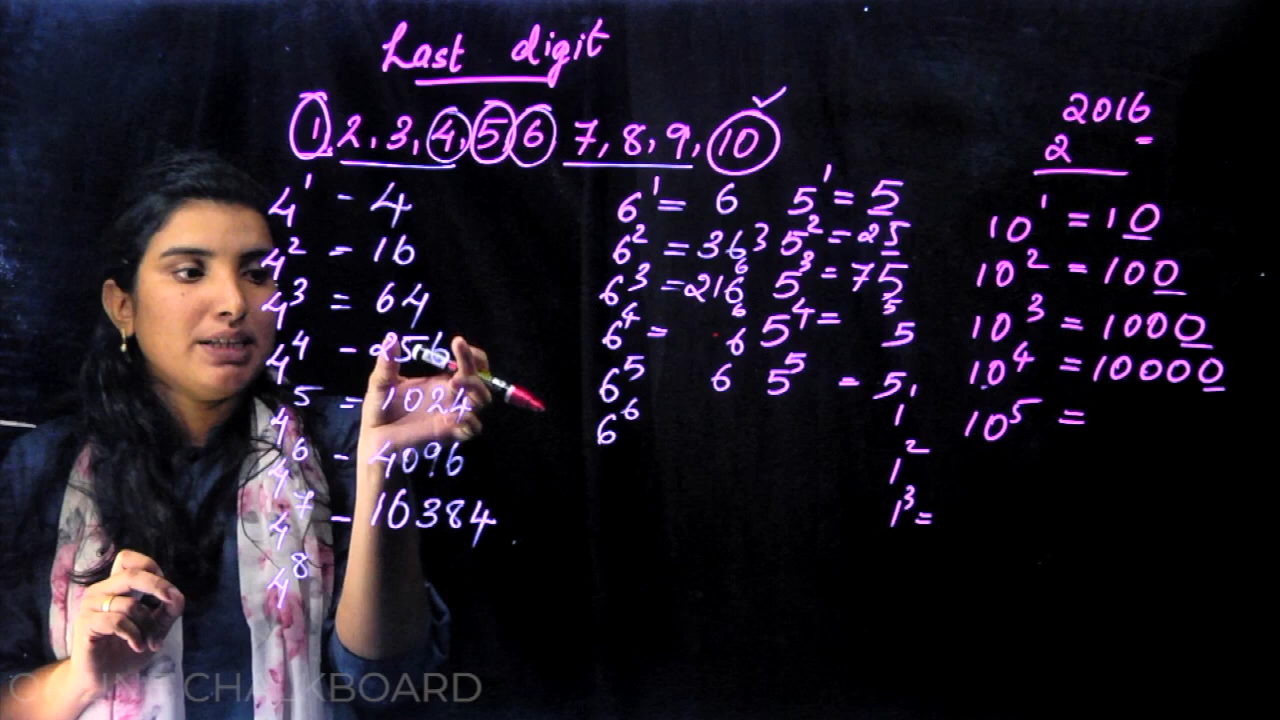 Last digit
1, 2, 3, 4, 5, 6 7, 8, 9, 10 ✓
2016
2
4¹ - 4
4² = 16
4³ = 64
4⁴ - 256
4⁵ = 1024
4⁶ - 4096
4⁷ - 16384
4⁸
6¹ = 6
6² = 36
6³ = 216
6⁴ = 6
6⁵ 6
6⁶
5¹ = 5
5² = 25
5³ = 75
5⁴ = 5
5⁵ - 5
1¹
1²
1³ =
10¹ = 10
10² = 100
10³ = 1000
10⁴ = 10000
10⁵ =
CHALKBOARD